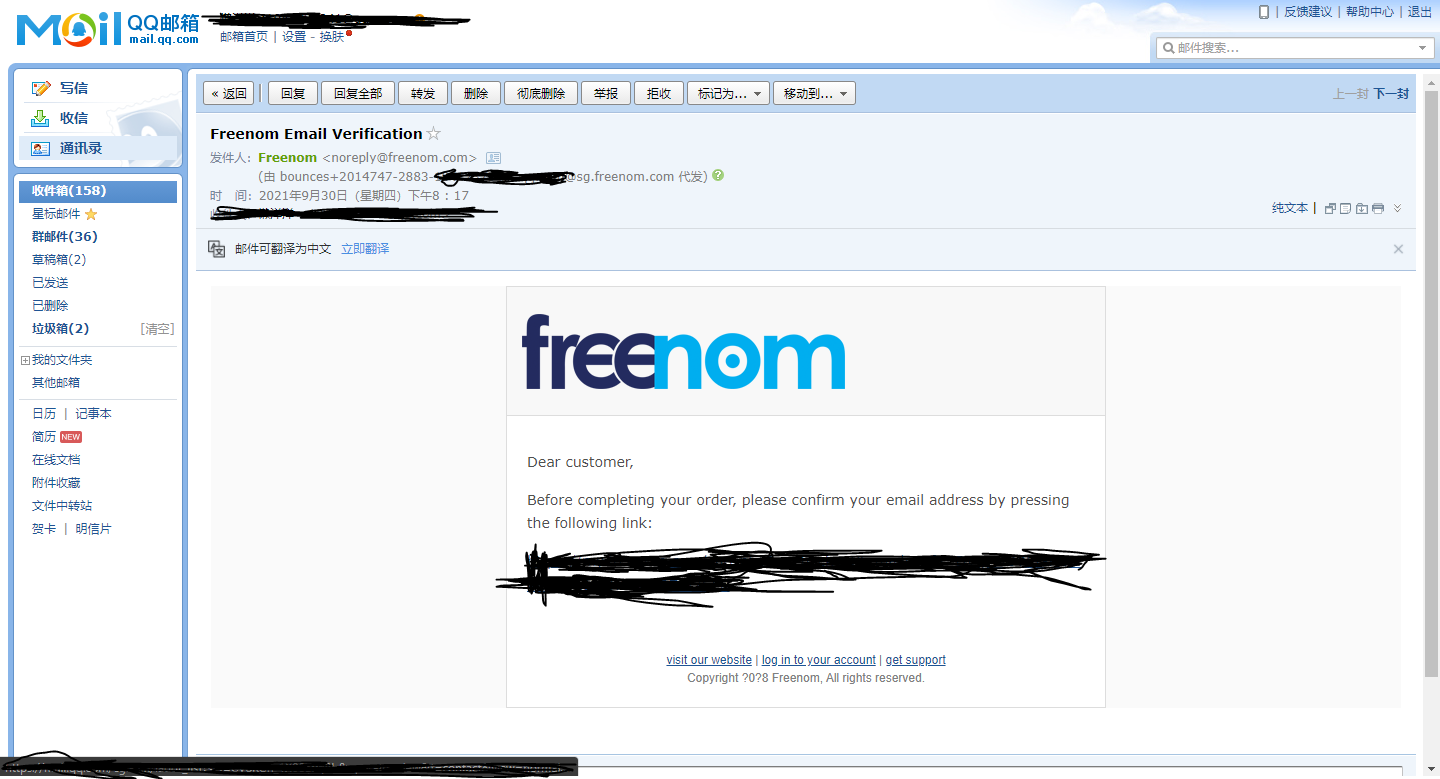 Mail QQ邮箱
mail.qq.com
邮箱首页 | 设置 - 换肤
| 反馈建议 | 帮助中心 | 退出
邮件搜索...
写信
收信
通讯录
收件箱(158)
星标邮件
群邮件(36)
草稿箱(2)
已发送
已删除
垃圾箱(2) [清空]
我的文件夹
其他邮箱
日历 | 记事本
简历 NEW
在线文档
附件收藏
文件中转站
贺卡 | 明信片
« 返回 回复 回复全部 转发 删除 彻底删除 举报 拒收 标记为... 移动到... 上一封 下一封
Freenom Email Verification
发件人: Freenom <noreply@freenom.com>
(由 bounces+2014747-2883- @sg.freenom.com 代发)
时 间: 2021年9月30日 (星期四) 下午8 : 17
纯文本 |
邮件可翻译为中文 立即翻译
freenom
Dear customer,
Before completing your order, please confirm your email address by pressing
the following link:
visit our website | log in to your account | get support
Copyright ?0?8 Freenom, All rights reserved.